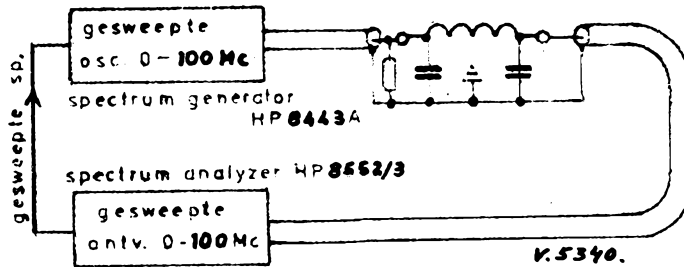 gesweepte
osc. 0-100 Mc
spectrum generator
HP 8443A
gesweepte sp.
spectrum analyzer HP 8552/3
gesweepte
antv. 0-100 Mc
V.5340.